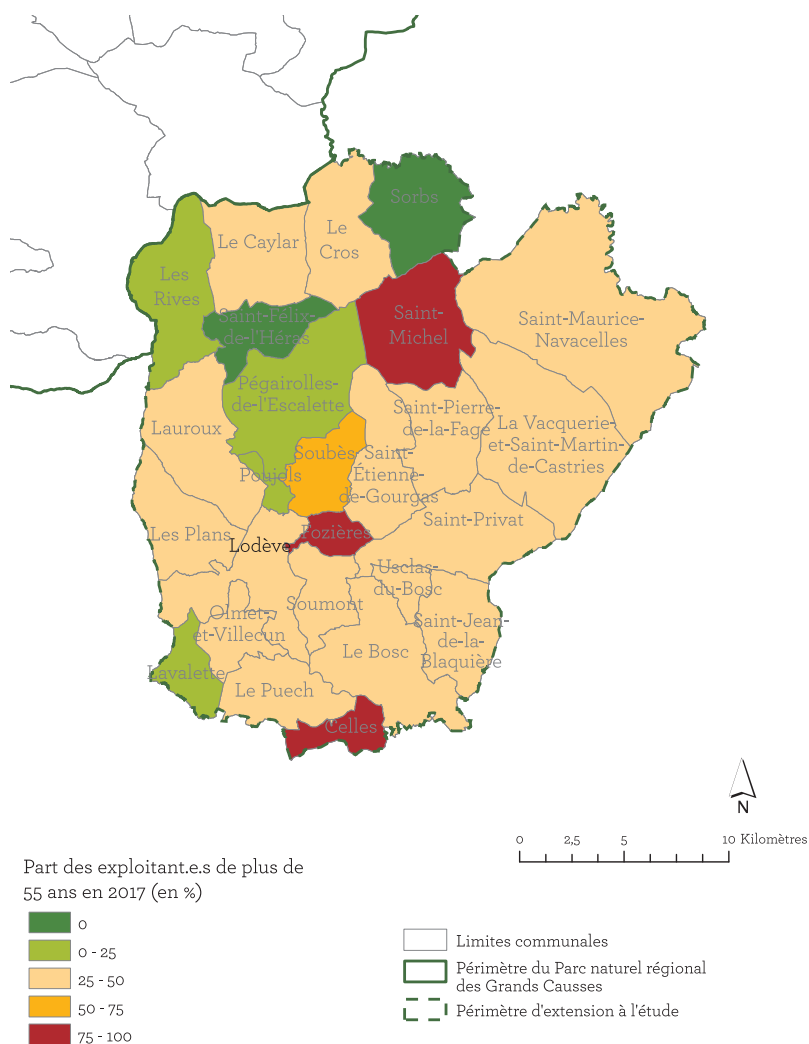 Sorbs
Le
Cros
Le Caylar
Les
Rives
Saint-Félix-
de-l'Héras
Saint-
Michel
Saint-Maurice-
Navacelles
Pégairolles-
de-l'Escalette
Lauroux
Saint-Pierre-
de-la-Fage
La Vacquerie-
et-Saint-Martin-
de-Castries
Soubès
Saint-
Étienne-
de-Gourgas
Poujols
Les Plans
Lodève
Fozières
Saint-Privat
Usclas-
du-Bosc
Soumont
Olmet-
et-Villecun
Saint-Jean-
de-la-
Blaquière
Le Bosc
Lavalette
Le Puech
Celles
N
0 2,5 5 10 Kilomètres
Part des exploitant.e.s de plus de
55 ans en 2017 (en %)
0
0 - 25
25 - 50
50 - 75
75 - 100
Limites communales
Périmètre du Parc naturel régional
des Grands Causses
Périmètre d'extension à l'étude